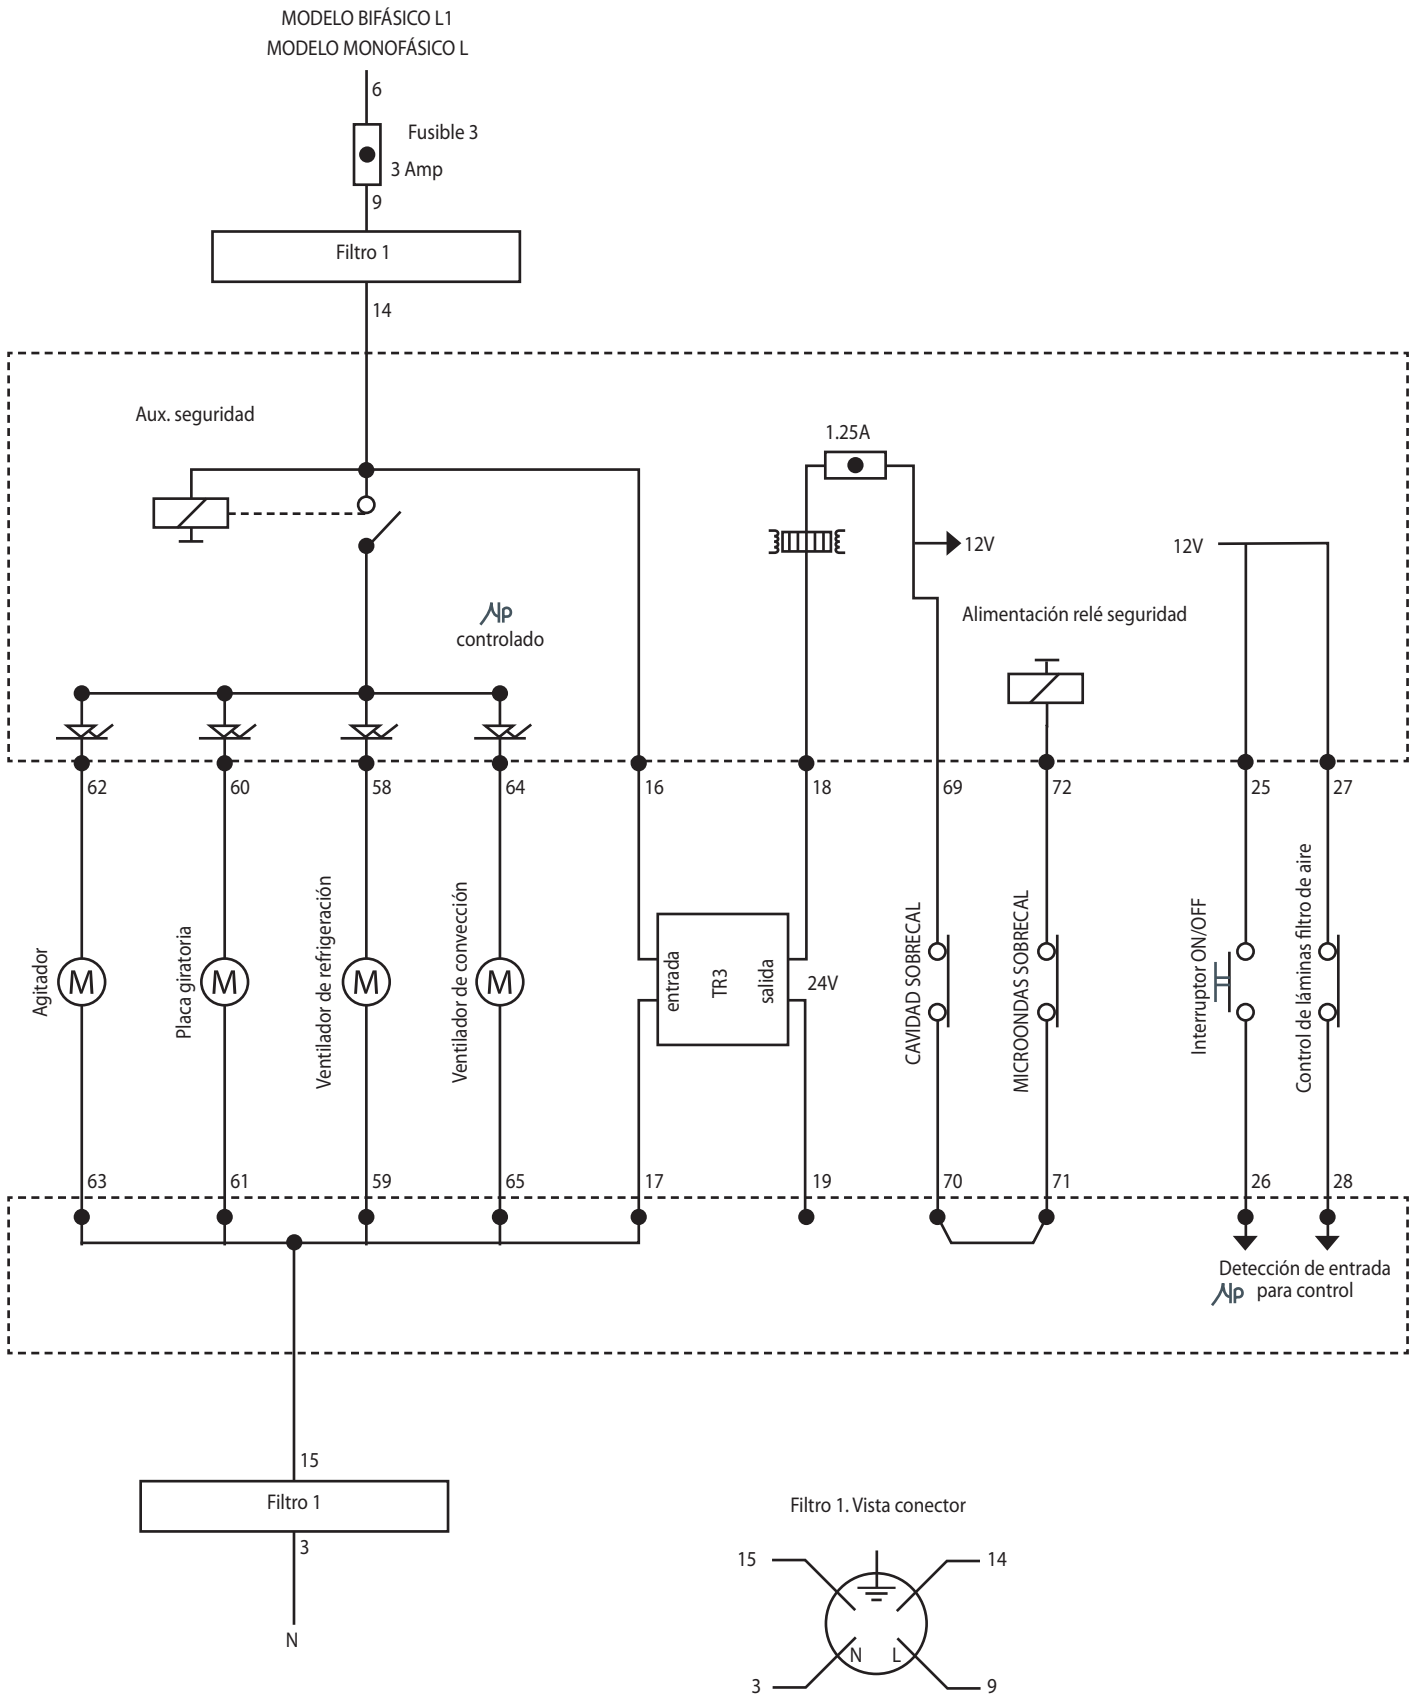 MODELO BIFÁSICO L1
MODELO MONOFÁSICO L
6
Fusible 3
3 Amp
9
Filtro 1
14
Aux. seguridad
1.25A
12V
12V
Alimentación relé seguridad
controlado
62
60
58
64
16
18
69
72
25
27
Agitador
Placa giratoria
Ventilador de refrigeración
Ventilador de convección
entrada
TR3
salida
24V
CAVIDAD SOBRECAL
MICROONDAS SOBRECAL
Interruptor ON/OFF
Control de láminas filtro de aire
M
M
M
M
63
61
59
65
17
19
70
71
26
28
Detección de entrada
para control
15
Filtro 1
3
N
Filtro 1. Vista conector
15
14
N
L
3
9